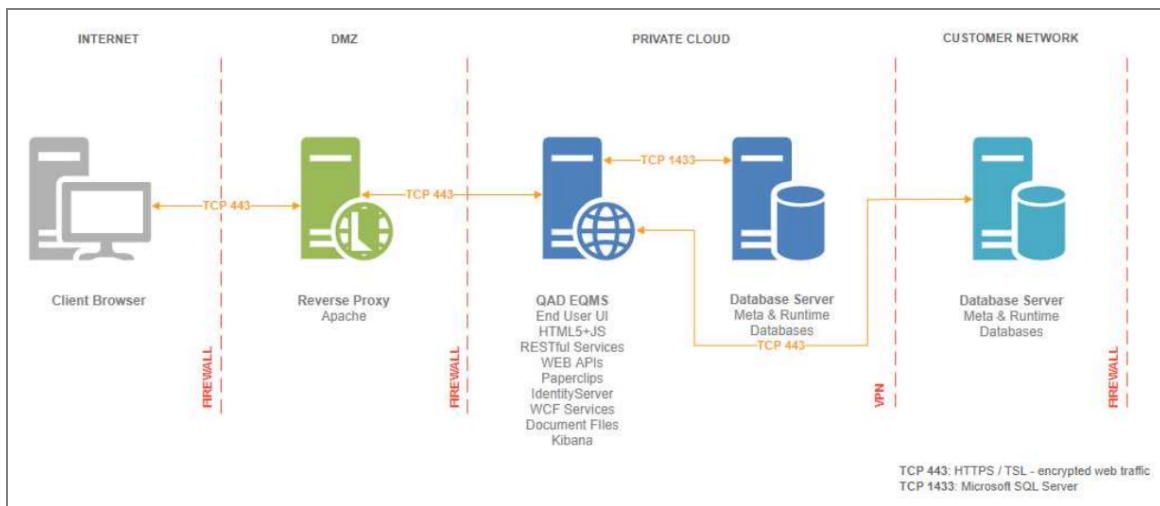 INTERNET
DMZ
PRIVATE CLOUD
CUSTOMER NETWORK
TCP 443
TCP 443
TCP 1433
TCP 443
Client Browser
Reverse Proxy
Apache
QAD EQMS
End User UI
HTML5+JS
RESTful Services
WEB APIs
Paperclips
IdentityServer
WCF Services
Document Files
Kibana
Database Server
Meta & Runtime
Databases
Database Server
Meta & Runtime
Databases
FIREWALL
FIREWALL
VPN
FIREWALL
TCP 443: HTTPS / TSL - encrypted web traffic
TCP 1433: Microsoft SQL Server